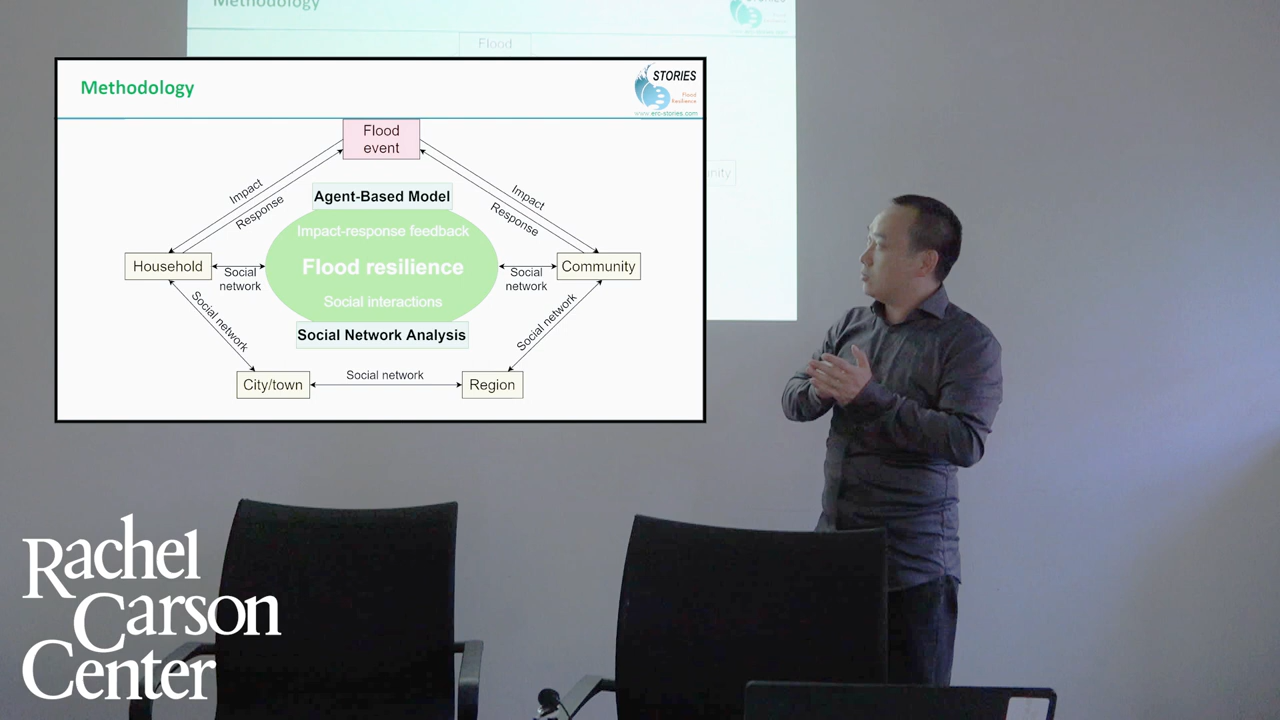 Methodology
Flood
nity
Methodology
STORIES
Flood
Resilience
www.erc-stories.com
Flood
event
Impact
Response
Impact
Response
Agent-Based Model
Impact-response feedback
Flood resilience
Social interactions
Social Network Analysis
Household
Social
network
Social
network
Community
Social network
Social network
City/town
Social network
Region
Rachel
Carson
Center